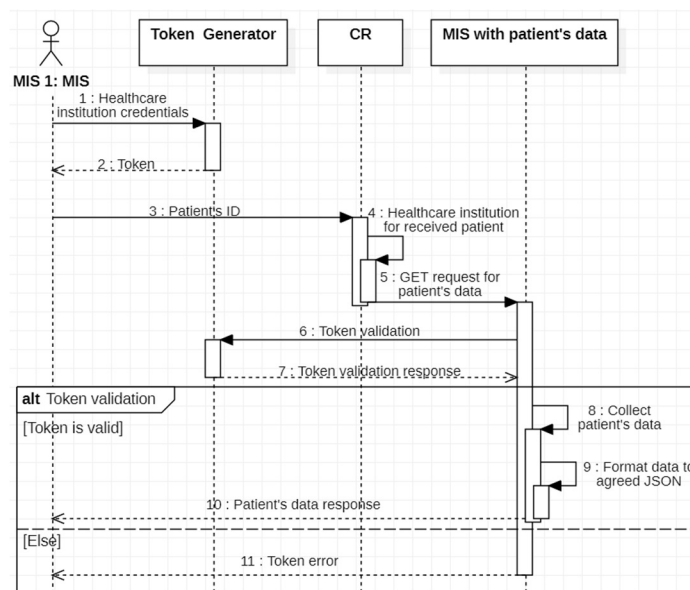 Token Generator
CR
MIS with patient's data
MIS 1: MIS
1 : Healthcare
institution credentials
2 : Token
3 : Patient's ID
4 : Healthcare institution
for received patient
5 : GET request for
patient's data
6 : Token validation
7 : Token validation response
alt Token validation
[Token is valid]
8 : Collect
patient's data
9 : Format data to
agreed JSON
10 : Patient's data response
[Else]
11 : Token error